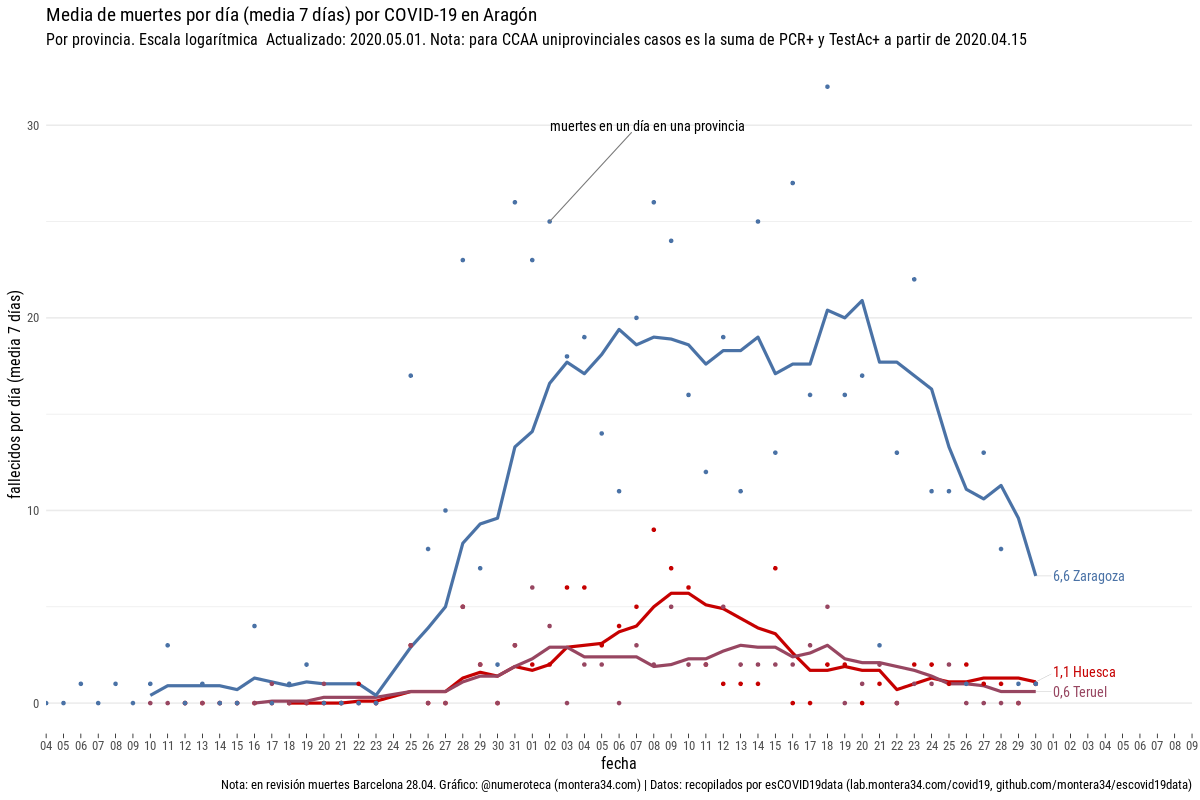 Media de muertes por día (media 7 días) por COVID-19 en Aragón
Por provincia. Escala logarítmica  Actualizado: 2020.05.01. Nota: para CCAA uniprovinciales casos es la suma de PCR+ y TestAc+ a partir de 2020.04.15
fallecidos por día (media 7 días)
30
20
10
0
muertes en un día en una provincia
6,6 Zaragoza
1,1 Huesca
0,6 Teruel
04 05 06 07 08 09 10 11 12 13 14 15 16 17 18 19 20 21 22 23 24 25 26 27 28 29 30 31 01 02 03 04 05 06 07 08 09 10 11 12 13 14 15 16 17 18 19 20 21 22 23 24 25 26 27 28 29 30 01 02 03 04 05 06 07 08 09
fecha
Nota: en revisión muertes Barcelona 28.04. Gráfico: @numeroteca (montera34.com) | Datos: recopilados por esCOVID19data (lab.montera34.com/covid19, github.com/montera34/escovid19data)